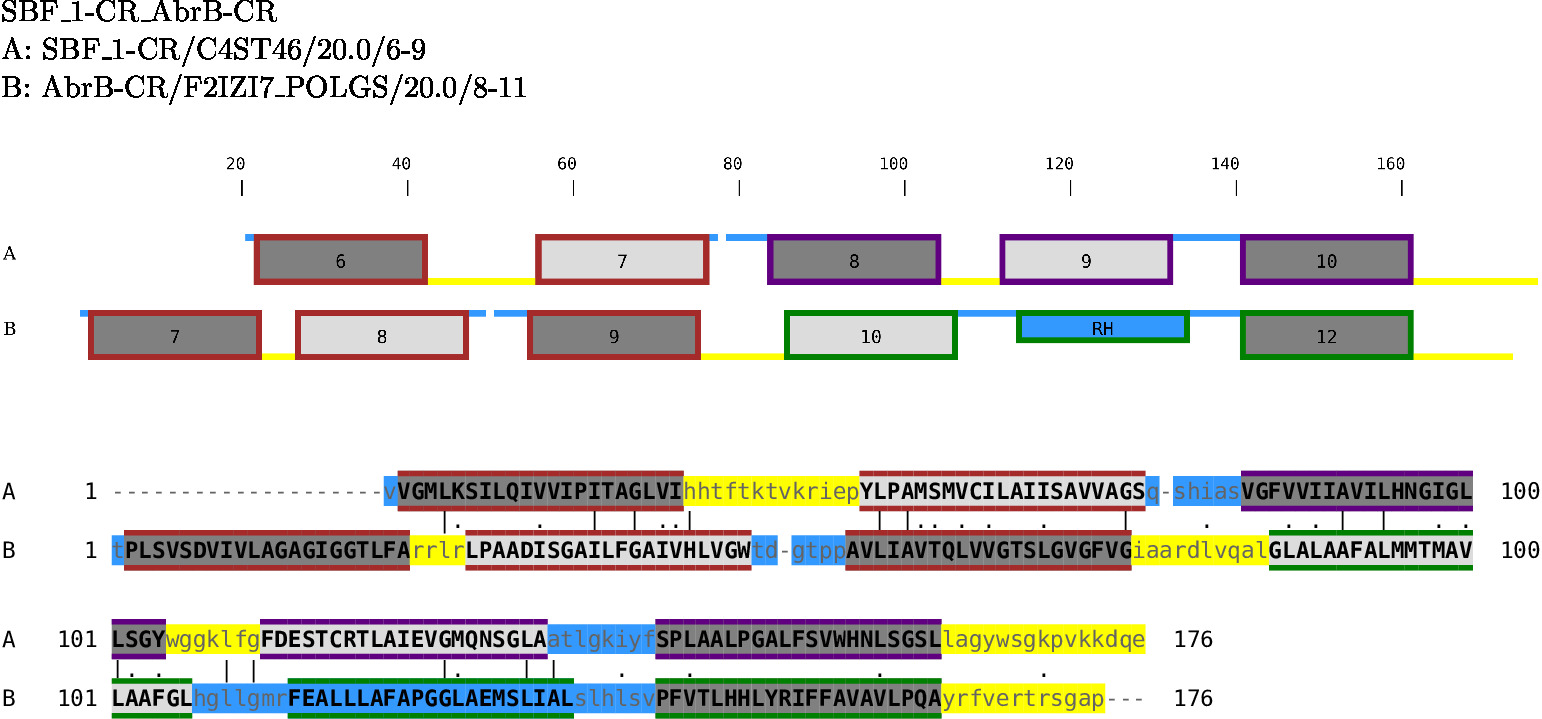 SBF_1-CR_AbrB-CR
A: SBF_1-CR/C4ST46/20.0/6-9
B: AbrB-CR/F2IZI7_POLGS/20.0/8-11
20 40 60 80 100 120 140 160
A 6 7 8 9 10
B 7 8 9 10 RH 12
A 1 --------------------vVGMLKSILQIVVIPITAGLVIhhtftktvkriepYLPAMSMVCILAIISAVVAGSq-shiasVGFVVIIAVILHNGIGL 100
B 1 tPLSVSDVIVLAGAGIGGTLFArrlrLPAADISGAILFGAIVHLVGWtd-gtppAVLIAVTQLVVGTSLGVGFVGiaardlvqalGLALAAFALMMTMAV 100
A 101 LSGYwggklfgFDESTCRTLAIEVGMQNSGLAatlgkiyfSPLAALPGALFSVWHNLSGSLlagywsgkpvkkdqe 176
B 101 LAAFGLhgllgmrFEALLLAFAPGGLAEMSLIALslhlsvPFVTLHHLYRIFFAVAVLPQAyrfvertrsgap--- 176